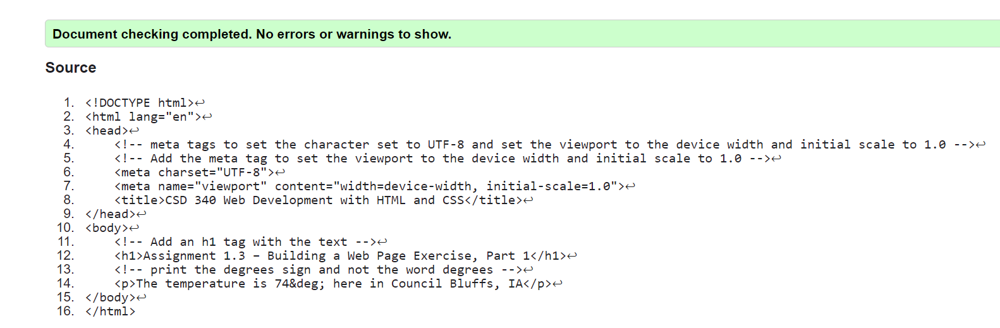 Document checking completed. No errors or warnings to show.
Source
1. <!DOCTYPE html>↩
2. <html lang="en">↩
3. <head>↩
4.     <!-- meta tags to set the character set to UTF-8 and set the viewport to the device width and initial scale to 1.0 -->↩
5.     <!-- Add the meta tag to set the viewport to the device width and initial scale to 1.0 -->↩
6.     <meta charset="UTF-8">↩
7.     <meta name="viewport" content="width=device-width, initial-scale=1.0">↩
8.     <title>CSD 340 Web Development with HTML and CSS</title>↩
9. </head>↩
10. <body>↩
11.     <!-- Add an h1 tag with the text -->↩
12.     <h1>Assignment 1.3 – Building a Web Page Exercise, Part 1</h1>↩
13.     <!-- print the degrees sign and not the word degrees -->↩
14.     <p>The temperature is 74&deg; here in Council Bluffs, IA</p>↩
15. </body>↩
16. </html>